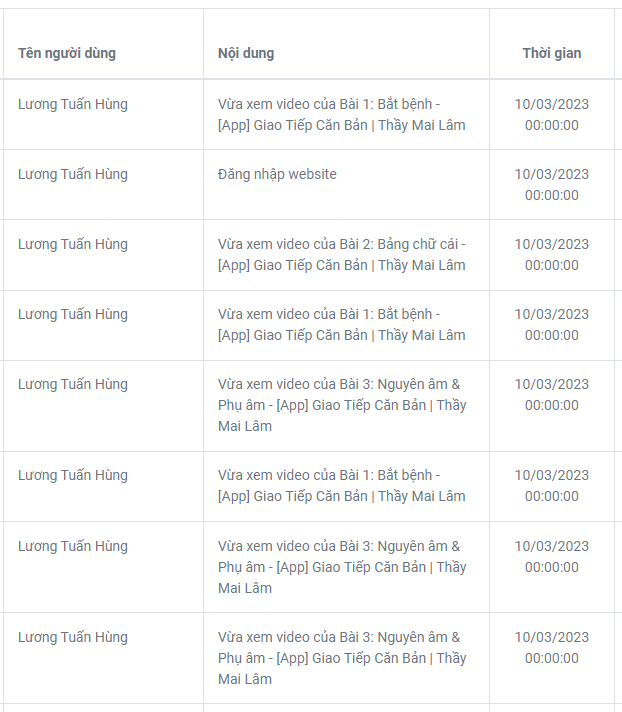 Tên người dùng
Nội dung
Thời gian
Lương Tuấn Hùng
Vừa xem video của Bài 1: Bắt bệnh -
[App] Giao Tiếp Căn Bản | Thầy Mai Lâm
10/03/2023
00:00:00
Lương Tuấn Hùng
Đăng nhập website
10/03/2023
00:00:00
Lương Tuấn Hùng
Vừa xem video của Bài 2: Bảng chữ cái -
[App] Giao Tiếp Căn Bản | Thầy Mai Lâm
10/03/2023
00:00:00
Lương Tuấn Hùng
Vừa xem video của Bài 1: Bắt bệnh -
[App] Giao Tiếp Căn Bản | Thầy Mai Lâm
10/03/2023
00:00:00
Lương Tuấn Hùng
Vừa xem video của Bài 3: Nguyên âm &
Phụ âm - [App] Giao Tiếp Căn Bản | Thầy
Mai Lâm
10/03/2023
00:00:00
Lương Tuấn Hùng
Vừa xem video của Bài 1: Bắt bệnh -
[App] Giao Tiếp Căn Bản | Thầy Mai Lâm
10/03/2023
00:00:00
Lương Tuấn Hùng
Vừa xem video của Bài 3: Nguyên âm &
Phụ âm - [App] Giao Tiếp Căn Bản | Thầy
Mai Lâm
10/03/2023
00:00:00
Lương Tuấn Hùng
Vừa xem video của Bài 3: Nguyên âm &
Phụ âm - [App] Giao Tiếp Căn Bản | Thầy
Mai Lâm
10/03/2023
00:00:00